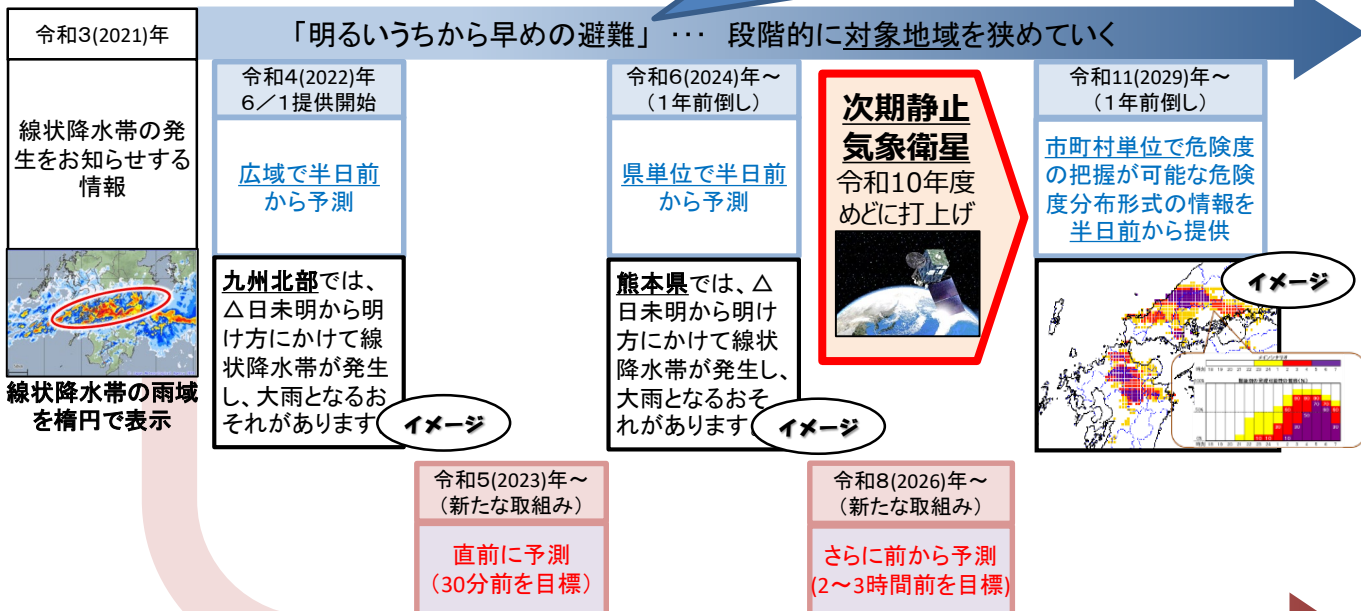 令和3(2021)年
線状降水帯の発
生をお知らせする
情報
線状降水帯の雨域
を楕円で表示
「明るいうちから早めの避難」 ･･･ 段階的に対象地域を狭めていく
令和4(2022)年
6／1提供開始
広域で半日前
から予測
九州北部では、
△日未明から明
け方にかけて線
状降水帯が発生
し、大雨となるお
それがあります
イメージ
令和6(2024)年～
（1年前倒し）
県単位で半日前
から予測
熊本県では、△
日未明から明け
方にかけて線状
降水帯が発生し、
大雨となるおそ
れがあります
イメージ
次期静止
気象衛星
令和10年度
めどに打上げ
令和11(2029)年～
（1年前倒し）
市町村単位で危険度
の把握が可能な危険
度分布形式の情報を
半日前から提供
イメージ
メインシナリオ
令和5(2023)年～
（新たな取組み）
直前に予測
（30分前を目標）
令和8(2026)年～
（新たな取組み）
さらに前から予測
(2～3時間前を目標)